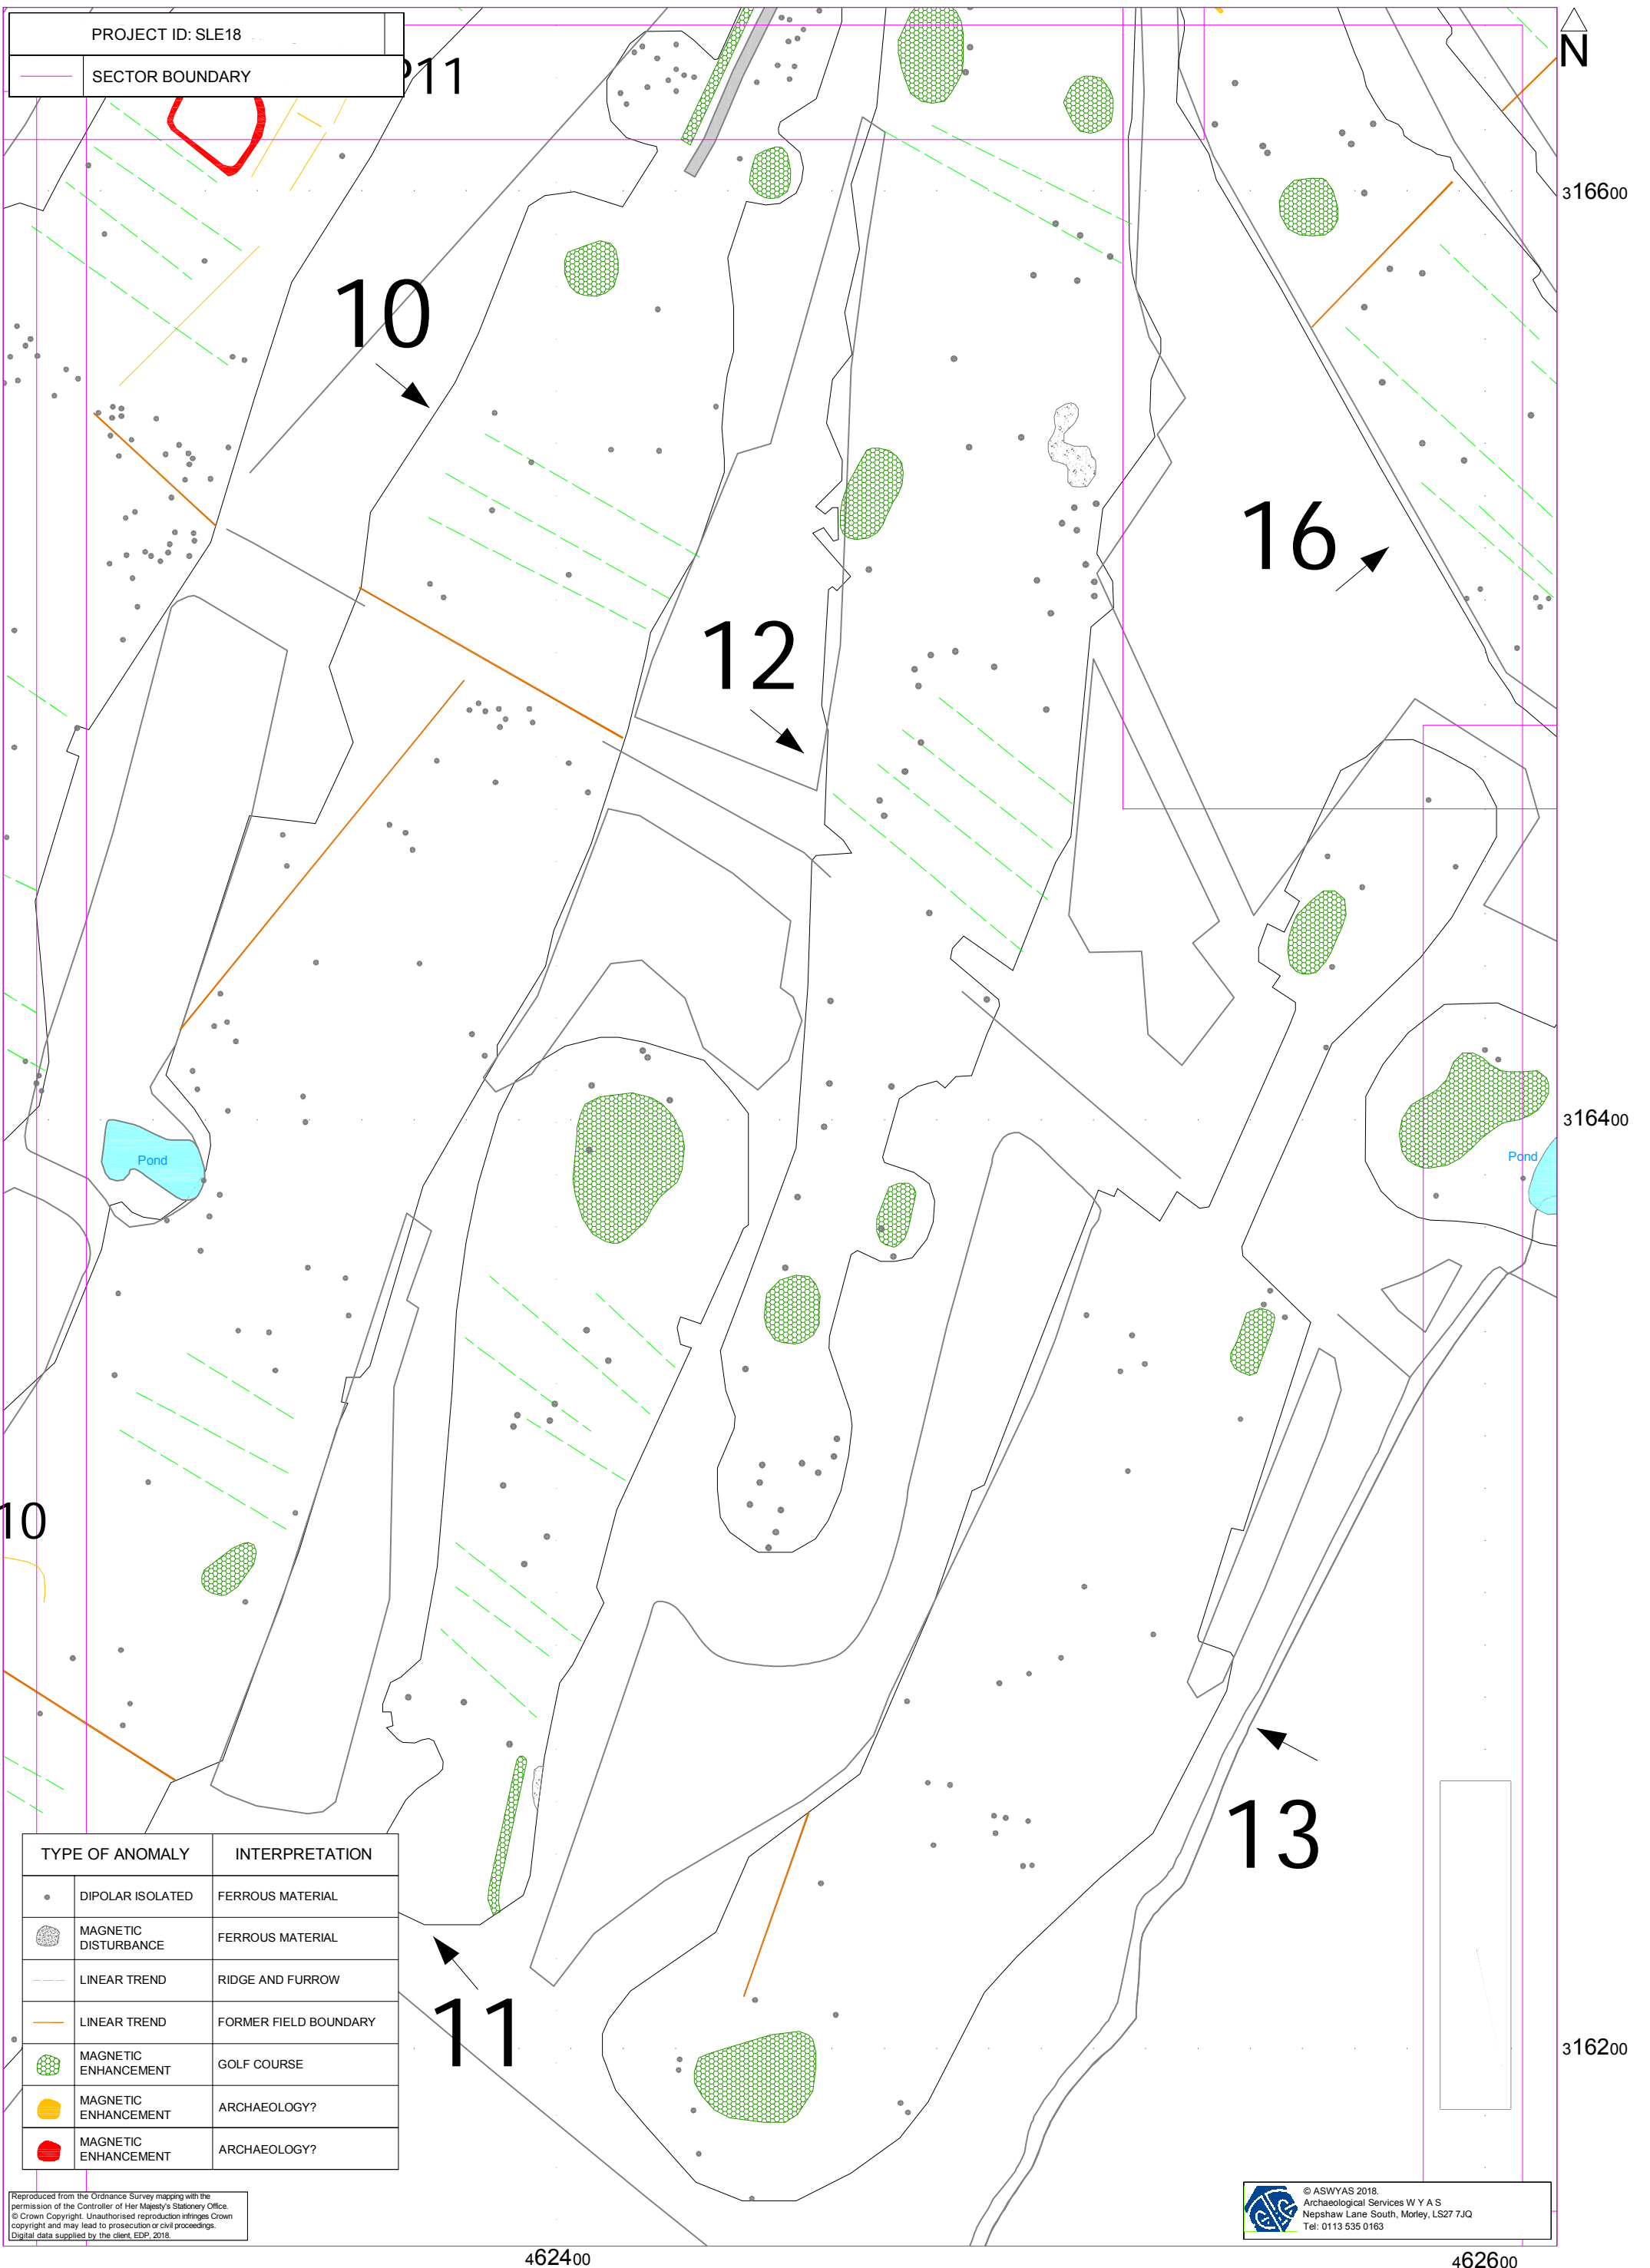 PROJECT ID: SLE18
SECTOR BOUNDARY
11
N
316600
10
16
12
316400
Pond
Pond
10
13
11
TYPE OF ANOMALY INTERPRETATION
DIPOLAR ISOLATED FERROUS MATERIAL
MAGNETIC
DISTURBANCE FERROUS MATERIAL
LINEAR TREND RIDGE AND FURROW
LINEAR TREND FORMER FIELD BOUNDARY
MAGNETIC
ENHANCEMENT GOLF COURSE
MAGNETIC
ENHANCEMENT ARCHAEOLOGY?
MAGNETIC
ENHANCEMENT ARCHAEOLOGY?
316200
Reproduced from the Ordnance Survey mapping with the
permission of the Controller of Her Majesty's Stationery Office.
© Crown Copyright. Unauthorised reproduction infringes Crown
copyright and may lead to prosecution or civil proceedings.
Digital data supplied by the client, EDP, 2018.
© ASWYAS 2018.
Archaeological Services W Y A S
Nepshaw Lane South, Morley, LS27 7JQ
Tel: 0113 535 0163
462400
462600